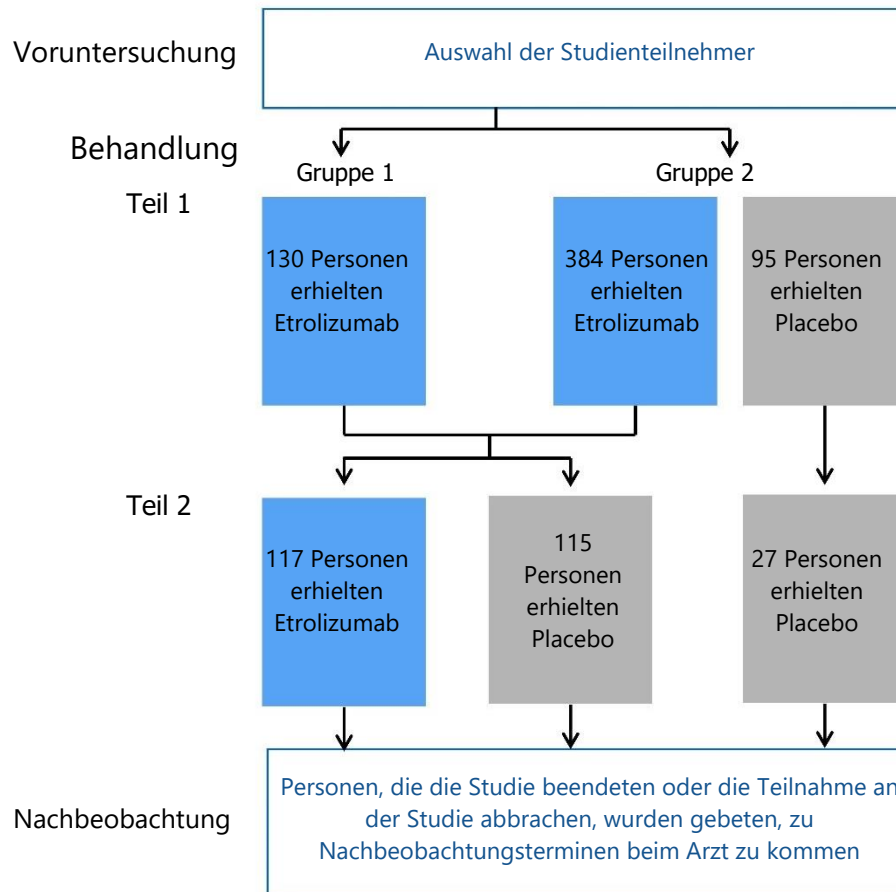 Voruntersuchung
Auswahl der Studienteilnehmer
Behandlung
Gruppe 1
Gruppe 2
Teil 1
130 Personen
erhielten
Etrolizumab
384 Personen
erhielten
Etrolizumab
95 Personen
erhielten
Placebo
Teil 2
117 Personen
erhielten
Etrolizumab
115
Personen
erhielten
Placebo
27 Personen
erhielten
Placebo
Nachbeobachtung
Personen, die die Studie beendeten oder die Teilnahme an
der Studie abbrachen, wurden gebeten, zu
Nachbeobachtungsterminen beim Arzt zu kommen